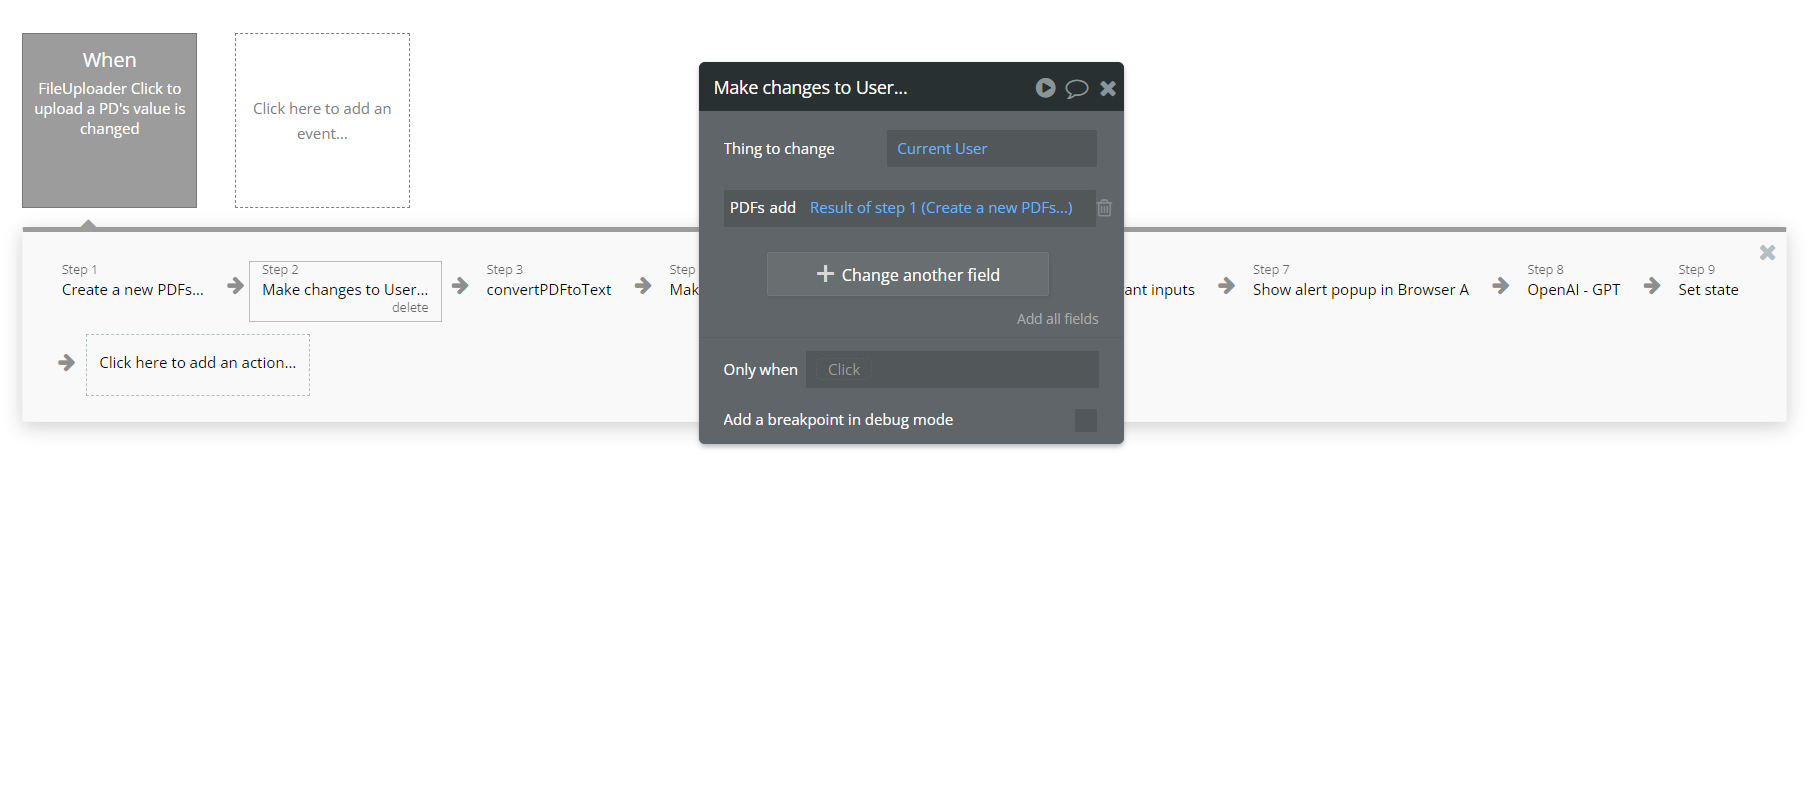 When
FileUploader Click to
upload a PD's value is
changed
Click here to add an
event...
Make changes to User...
Thing to change
Current User
PDFs add Result of step 1 (Create a new PDFs...)
Change another field
Add all fields
Only when Click
Add a breakpoint in debug mode
Step 1
Create a new PDFs...
Step 2
Make changes to User...
delete
Step 3
convertPDFtoText
Step
Mak
ant inputs
Step 7
Show alert popup in Browser A
Step 8
OpenAI - GPT
Step 9
Set state
Click here to add an action...